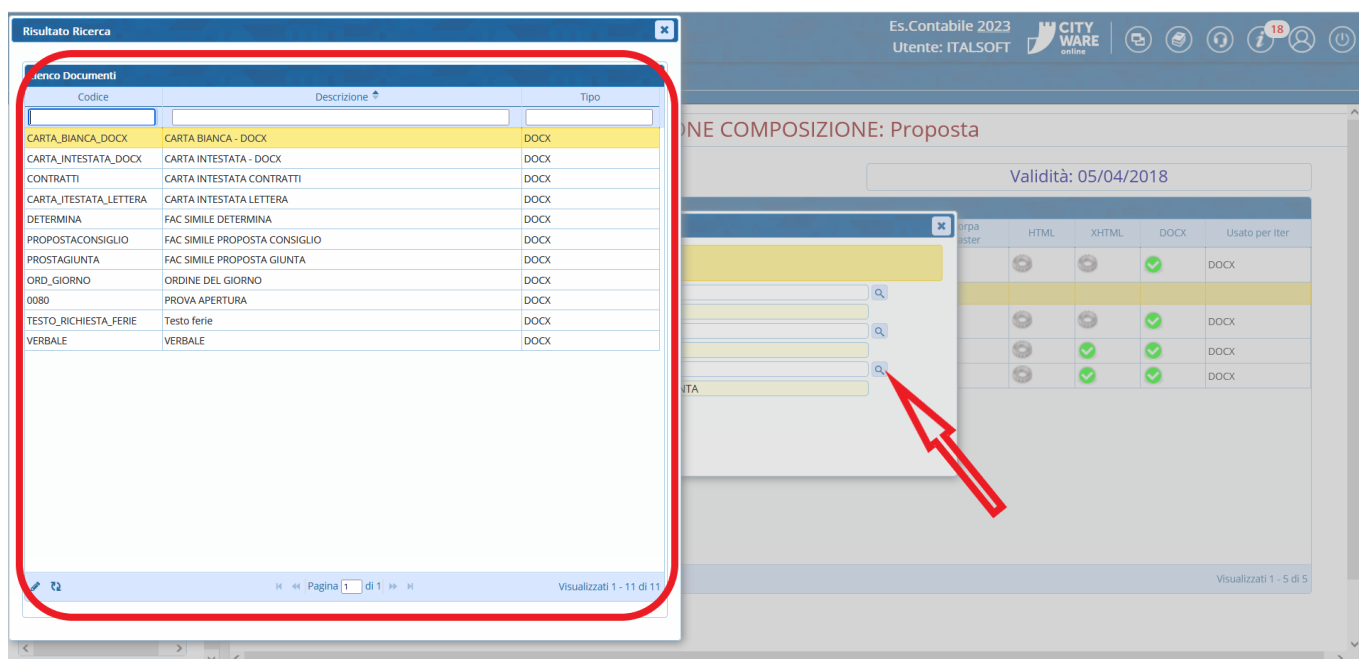 Risultato Ricerca
Es.Contabile 2023
Utente: ITALSOFT
CITY
WARE
online
18
Elenco Documenti
Codice Descrizione Tipo
CARTA_BIANCA_DOCX CARTA BIANCA - DOCX DOCX
CARTA_INTESTATA_DOCX CARTA INTESTATA - DOCX DOCX
CONTRATTI CARTA INTESTATA CONTRATTI DOCX
CARTA_ITESTATA_LETTERA CARTA INTESTATA LETTERA DOCX
DETERMINA FAC SIMILE DETERMINA DOCX
PROPOSTACONSIGLIO FAC SIMILE PROPOSTA CONSIGLIO DOCX
PROSTAGIUNTA FAC SIMILE PROPOSTA GIUNTA DOCX
ORD_GIORNO ORDINE DEL GIORNO DOCX
0080 PROVA APERTURA DOCX
TESTO_RICHIESTA_FERIE Testo ferie DOCX
VERBALE VERBALE DOCX
Pagina 1 di 1
Visualizzati 1 - 11 di 11
NE COMPOSIZIONE: Proposta
Validità: 05/04/2018
HTML XHTML DOCX Usato per Iter
DOCX
DOCX
DOCX
DOCX
NTA
Visualizzati 1 - 5 di 5